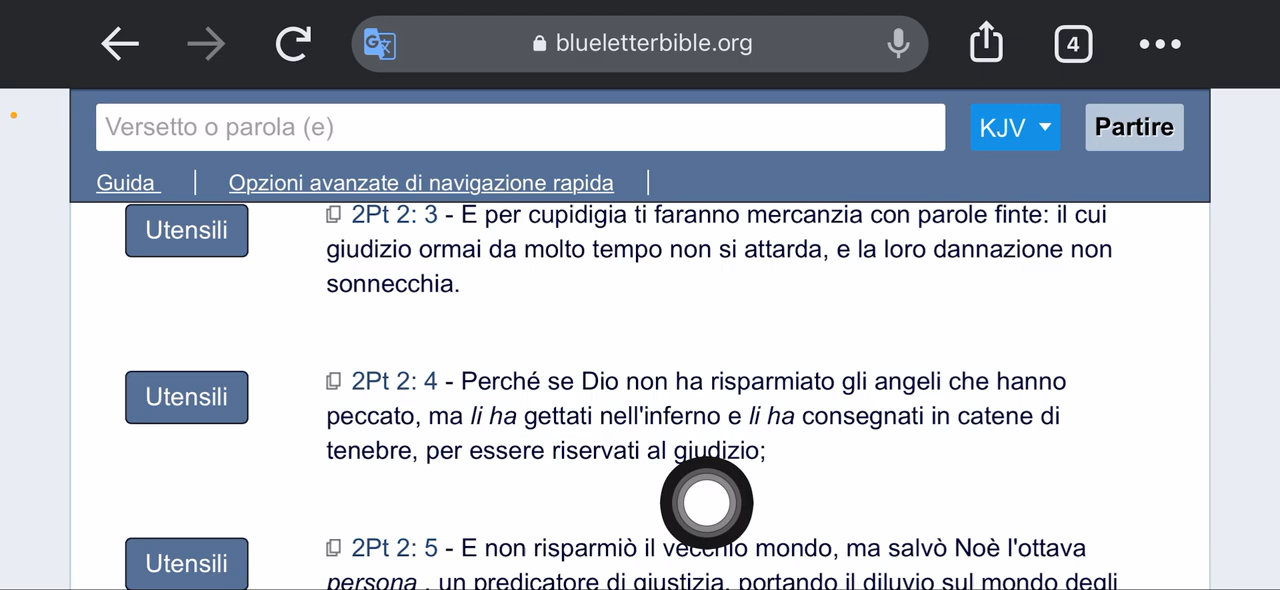 blueletterbible.org
4
Versetto o parola (e)
KJV
Partire
Guida
Opzioni avanzate di navigazione rapida
Utensili
2Pt 2: 3 - E per cupidigia ti faranno mercanzia con parole finte: il cui
giudizio ormai da molto tempo non si attarda, e la loro dannazione non
sonnecchia.
Utensili
2Pt 2: 4 - Perché se Dio non ha risparmiato gli angeli che hanno
peccato, ma li ha gettati nell'inferno e li ha consegnati in catene di
tenebre, per essere riservati al giudizio;
Utensili
2Pt 2: 5 - E non risparmiò il vecchio mondo, ma salvò Noè l'ottava
persona , un predicatore di giustizia, portando il diluvio sul mondo degli